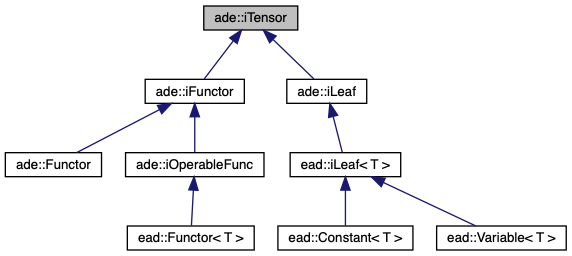 ade::iTensor
ade::iFunctor
ade::iLeaf
ade::Functor
ade::iOperableFunc
ead::iLeaf< T >
ead::Functor< T >
ead::Constant< T >
ead::Variable< T >